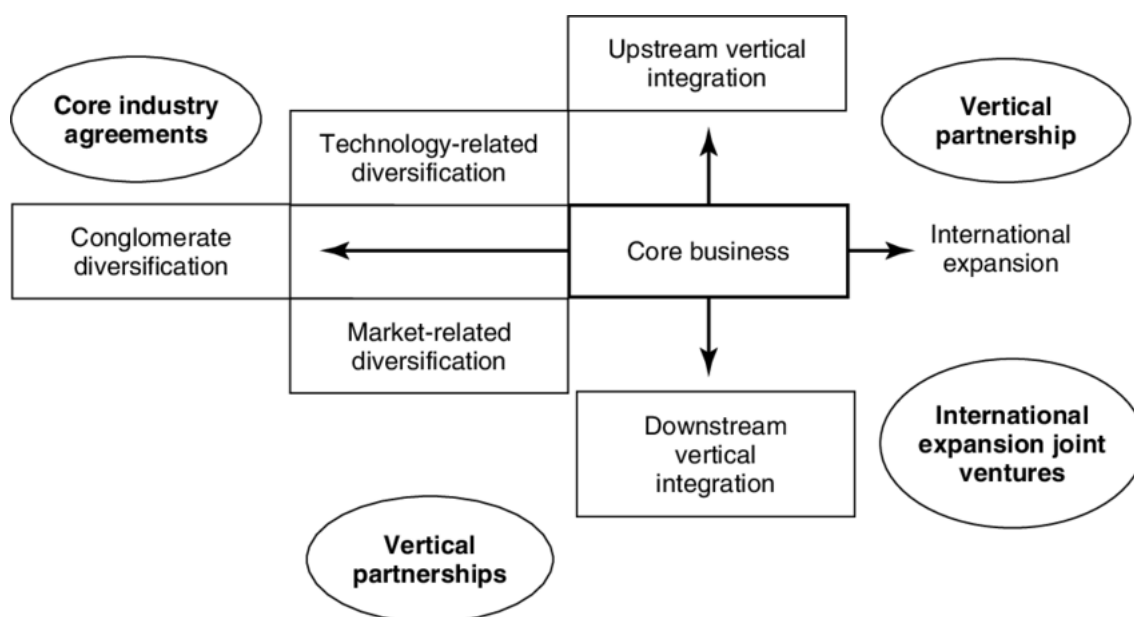 Upstream vertical
integration
Core industry
agreements
Vertical
partnership
Technology-related
diversification
Conglomerate
diversification
Core business
International
expansion
Market-related
diversification
Downstream
vertical
integration
International
expansion joint
ventures
Vertical
partnerships